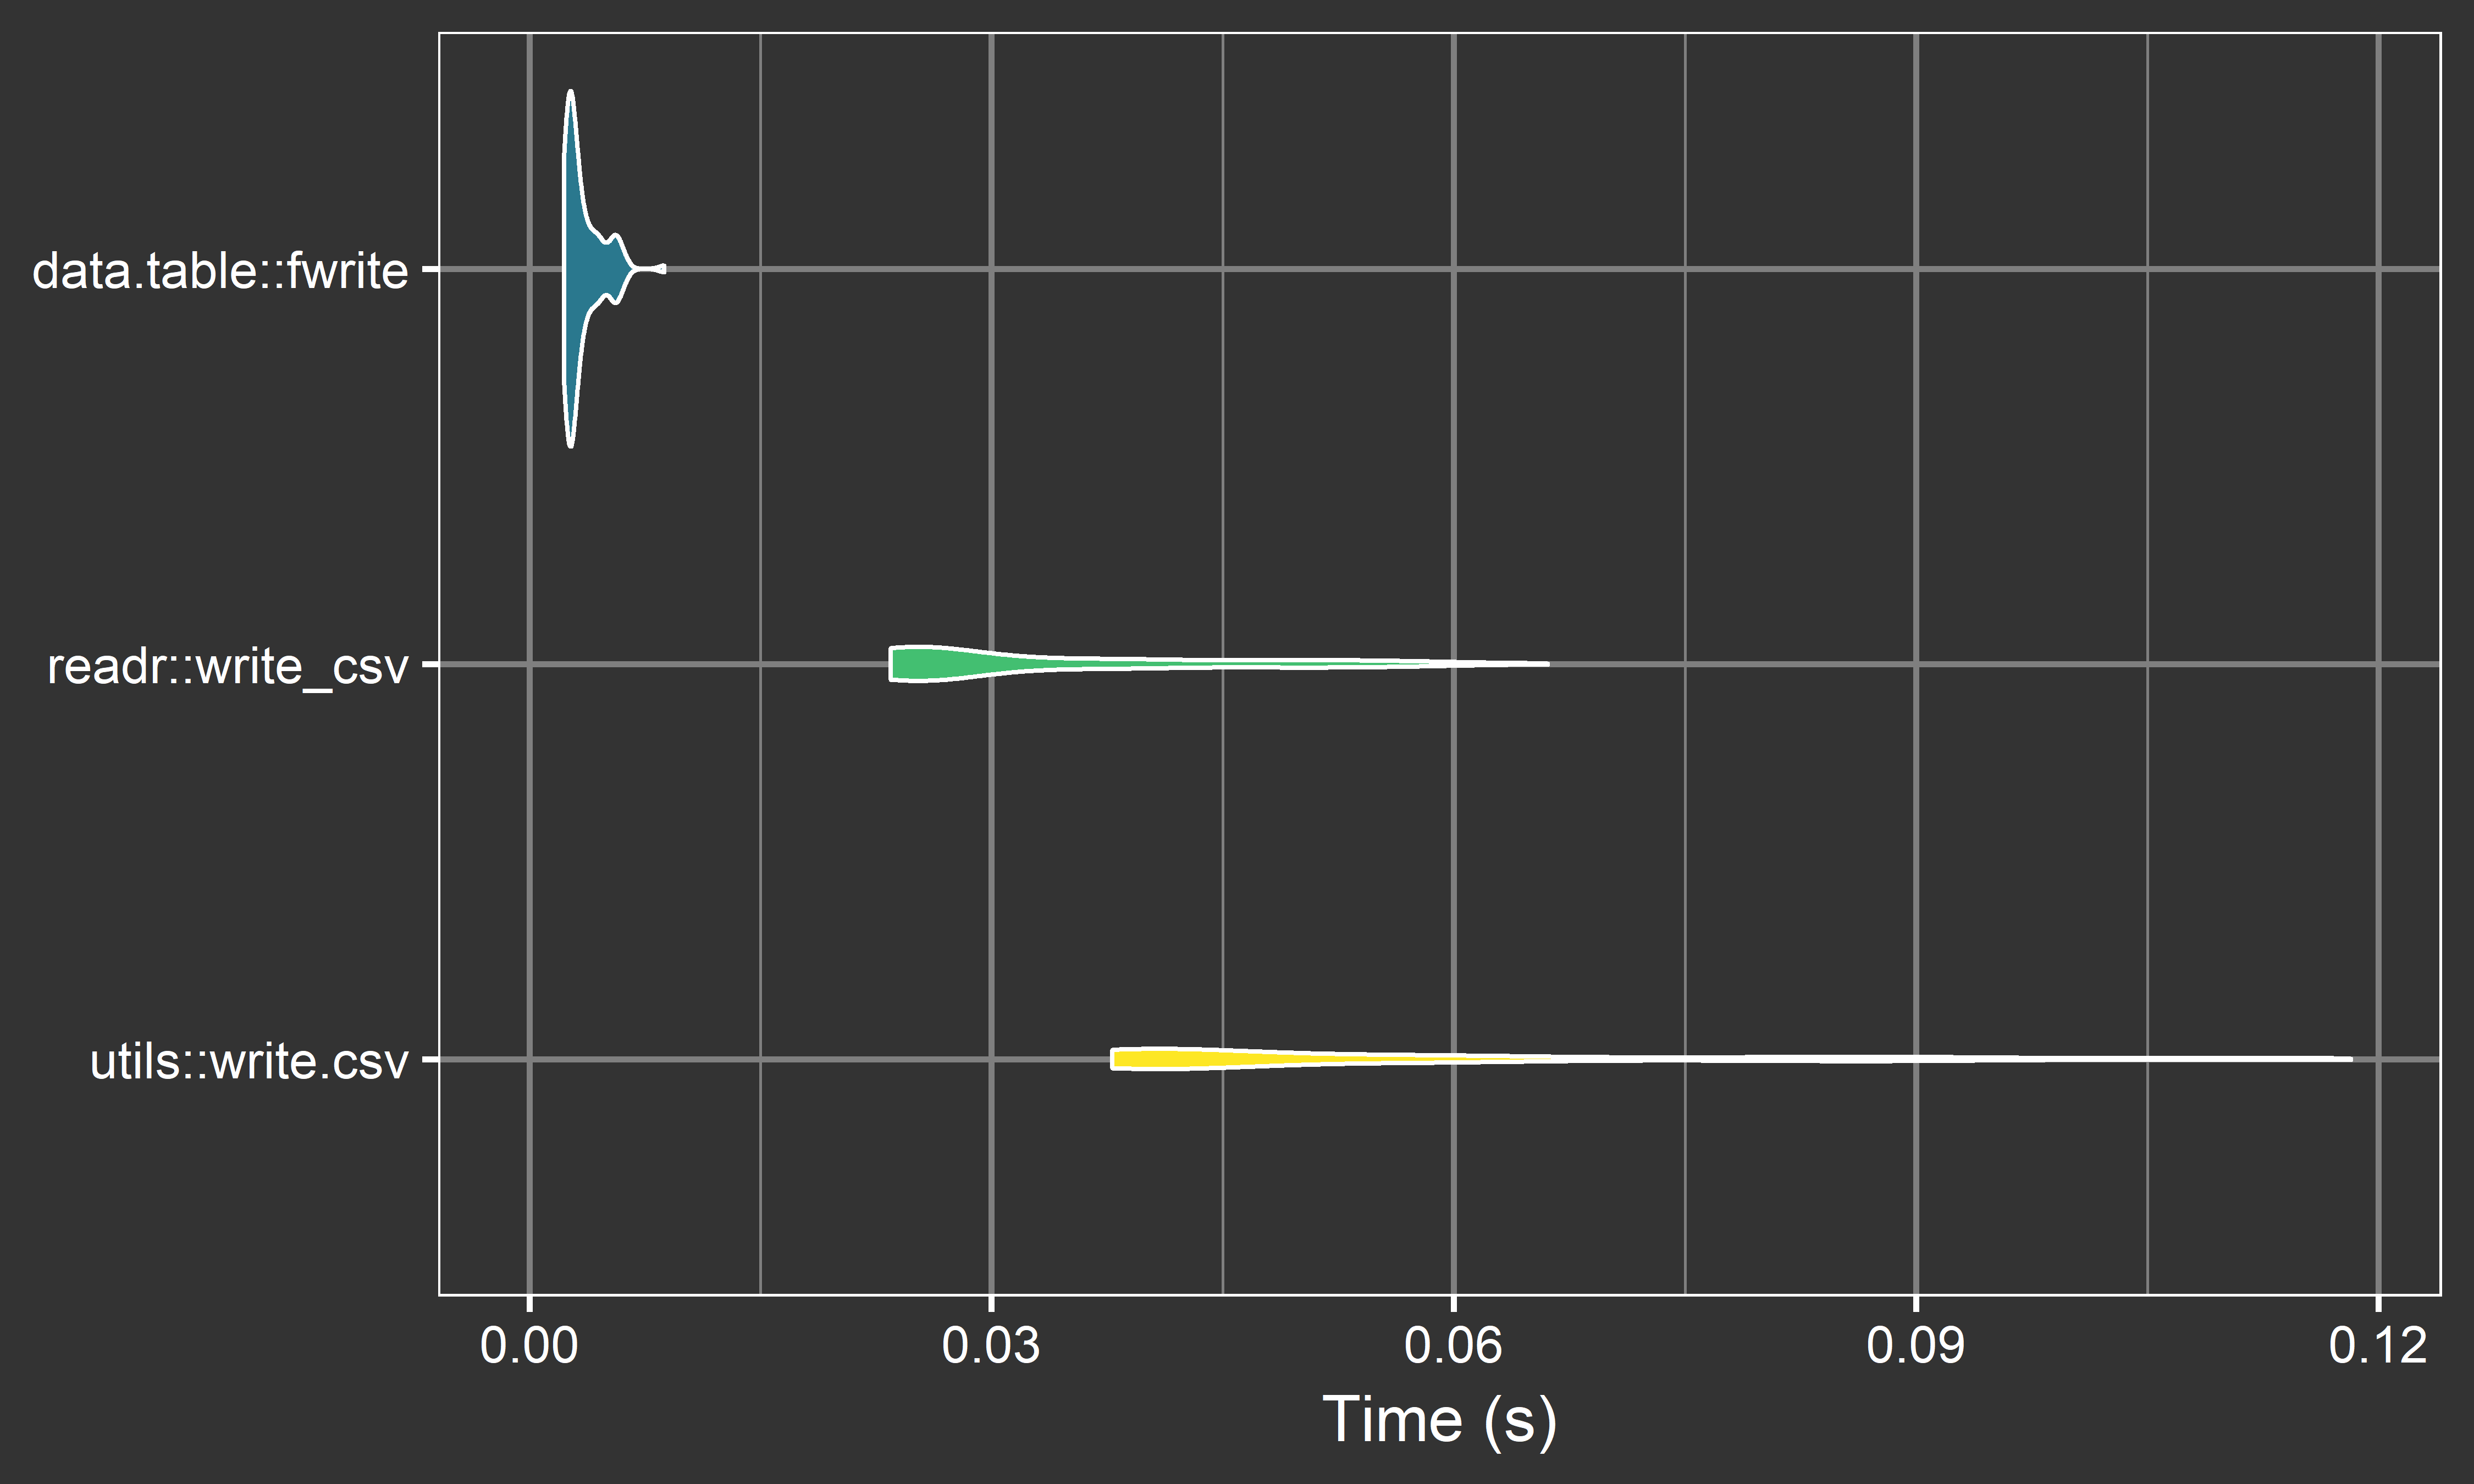 data.table::fwrite
readr::write_csv
utils::write.csv
0.00 0.03 0.06 0.09 0.12
Time (s)